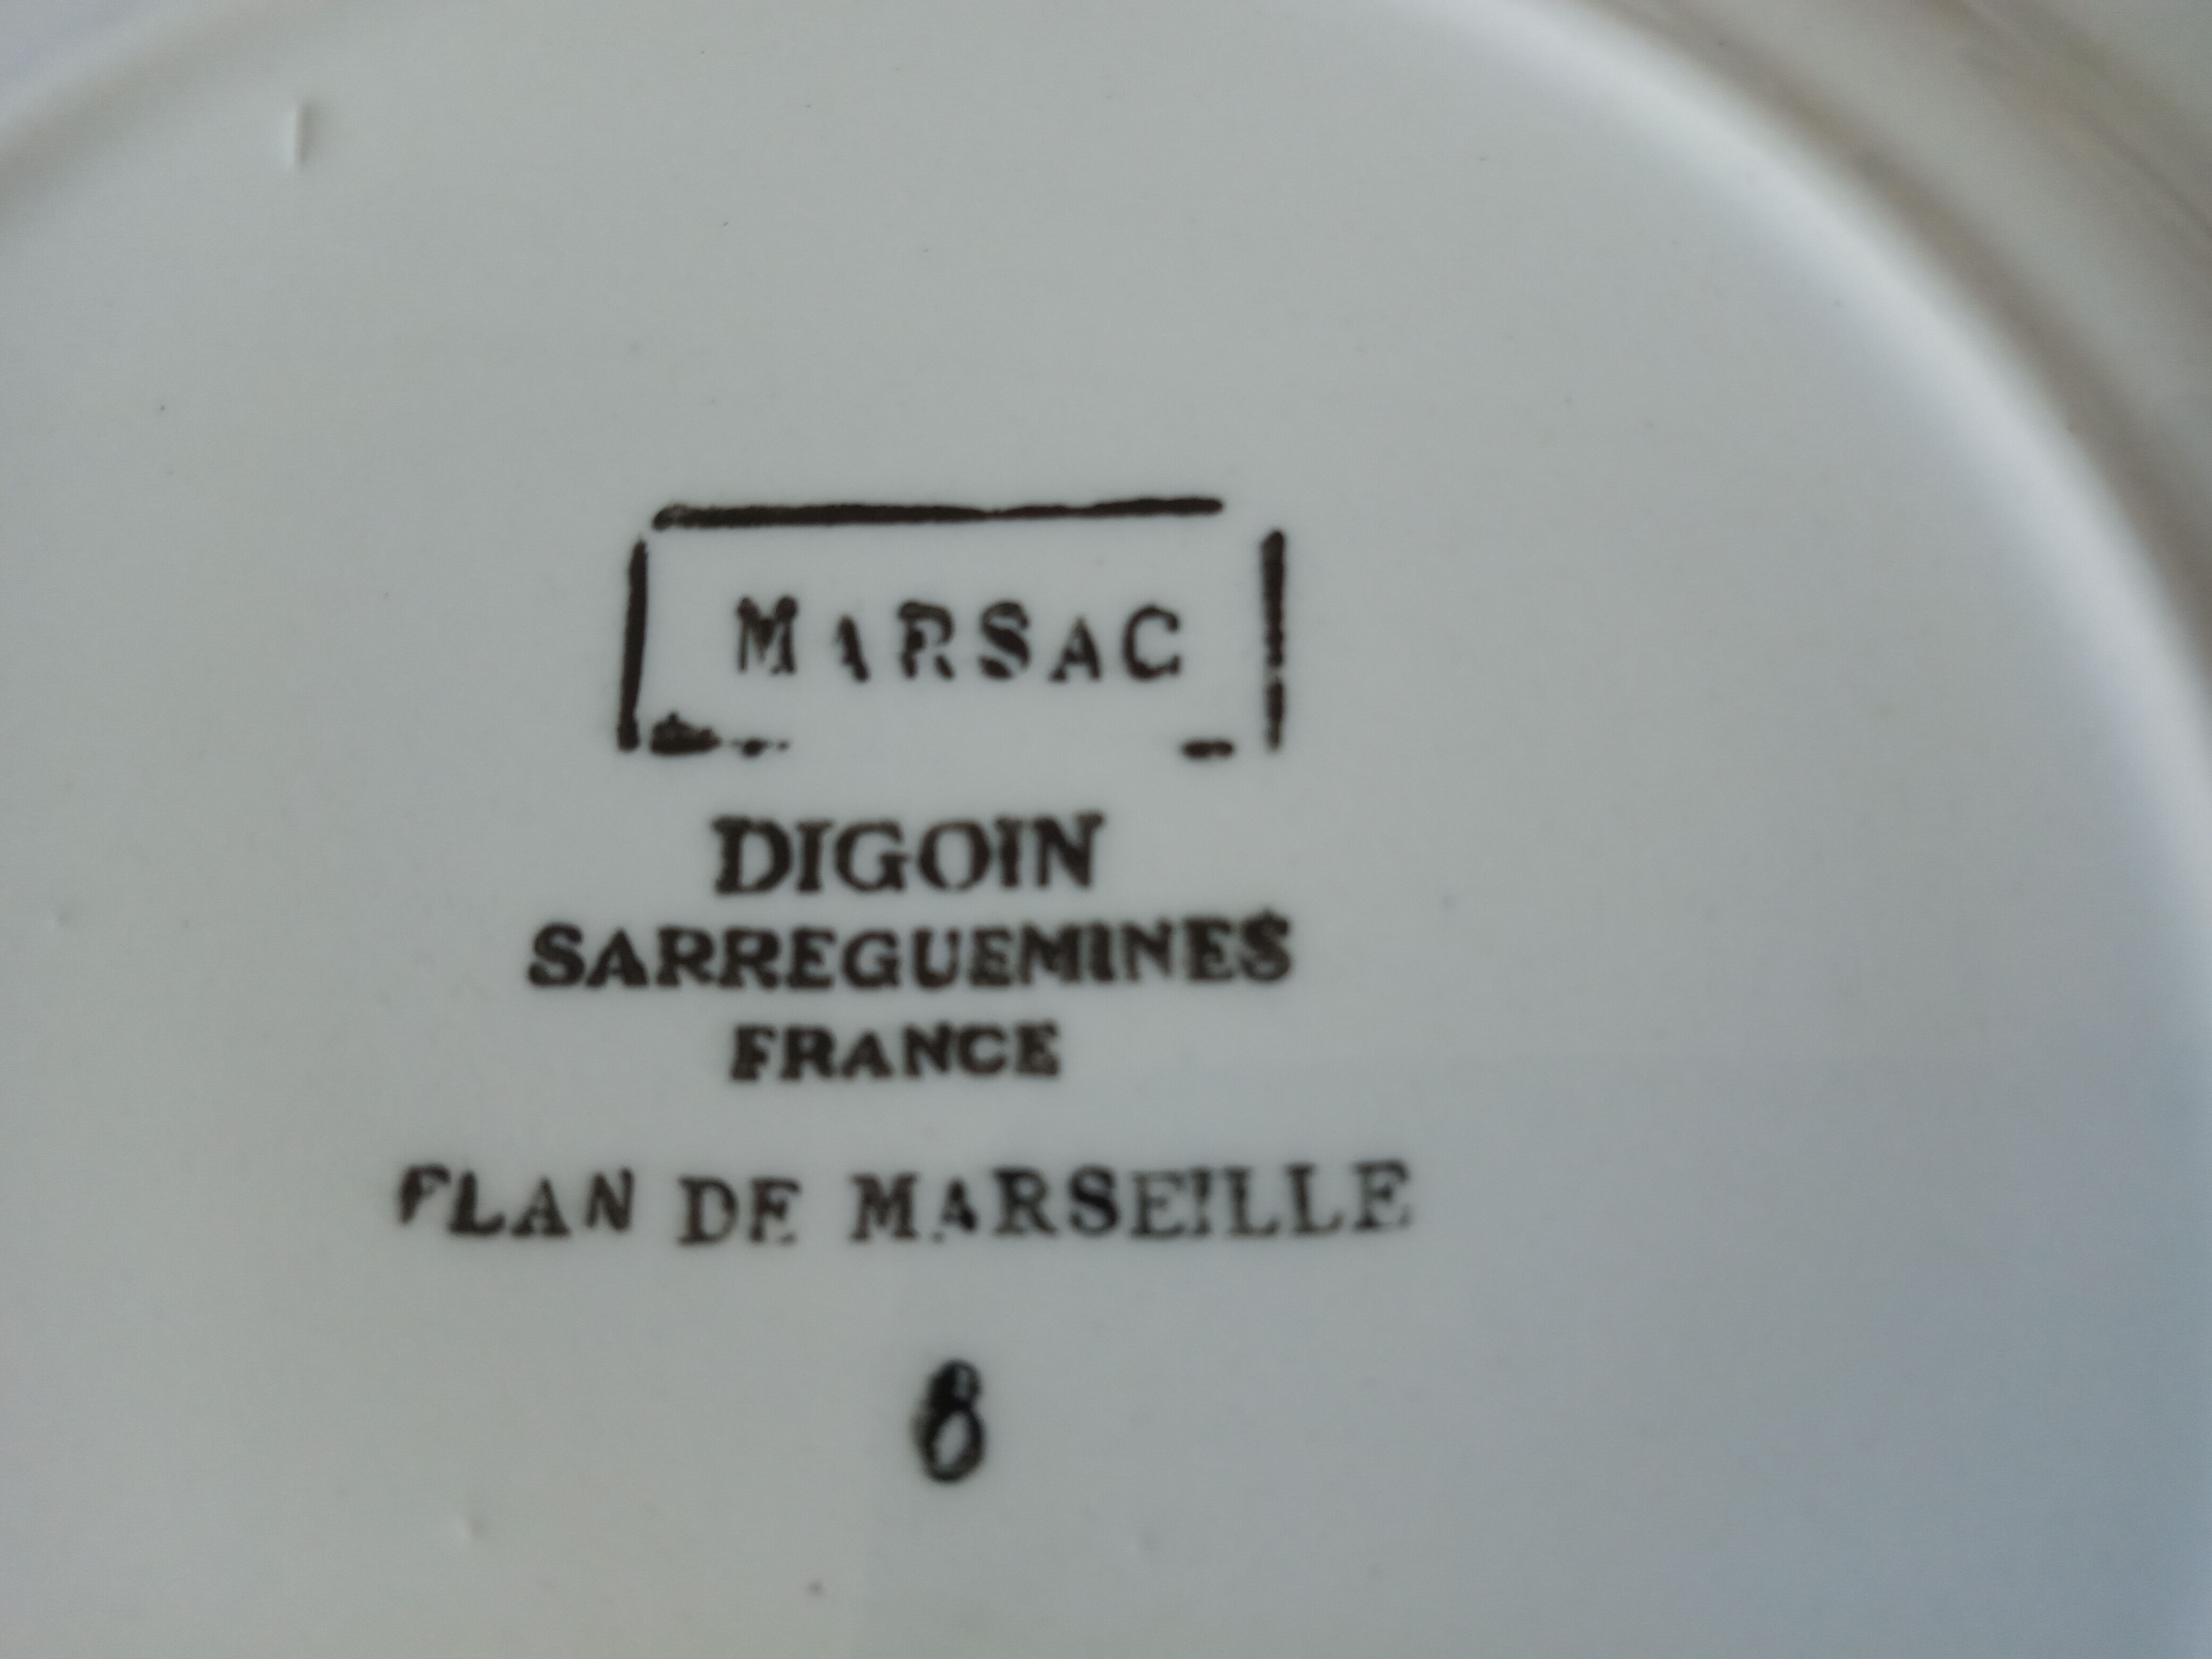 MARSAC
DIGOIN
SARREGUEMINES
FRANCE
PLAN DE MARSEILLE
8